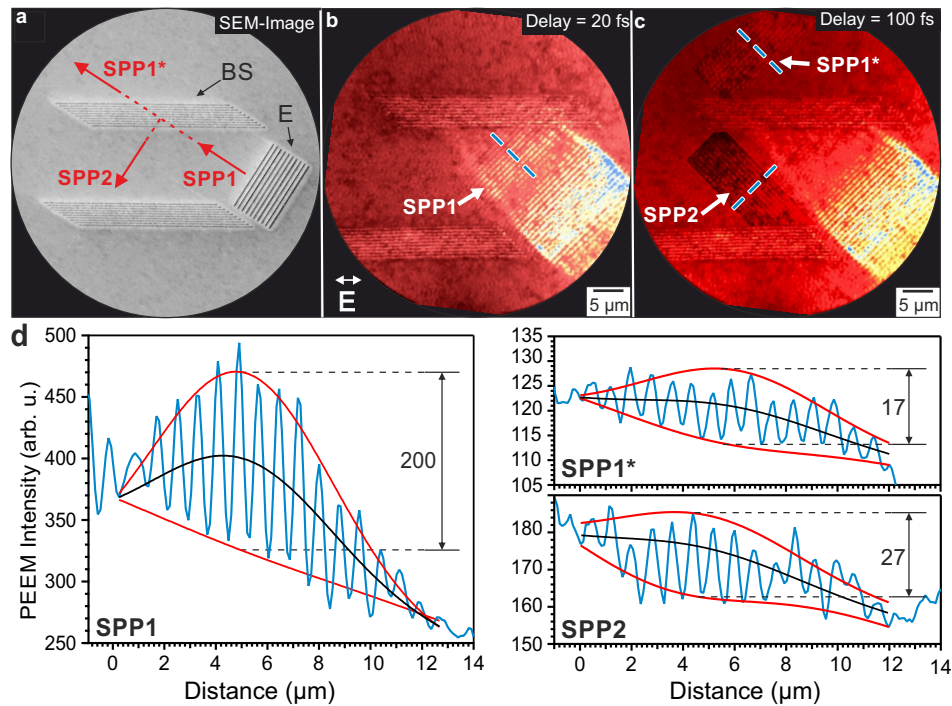 a
SEM-Image
SPP1*
BS
E
SPP2
SPP1
b
Delay = 20 fs
SPP1
E
5 µm
c
Delay = 100 fs
SPP1*
SPP2
5 µm
d
PEEM Intensity (arb. u.)
500
450
400
350
300
250
200
SPP1
0 2 4 6 8 10 12 14
Distance (µm)
135
130
125
120
115
110
105
17
SPP1*
190
180
170
160
150
27
SPP2
0 2 4 6 8 10 12 14
Distance (µm)